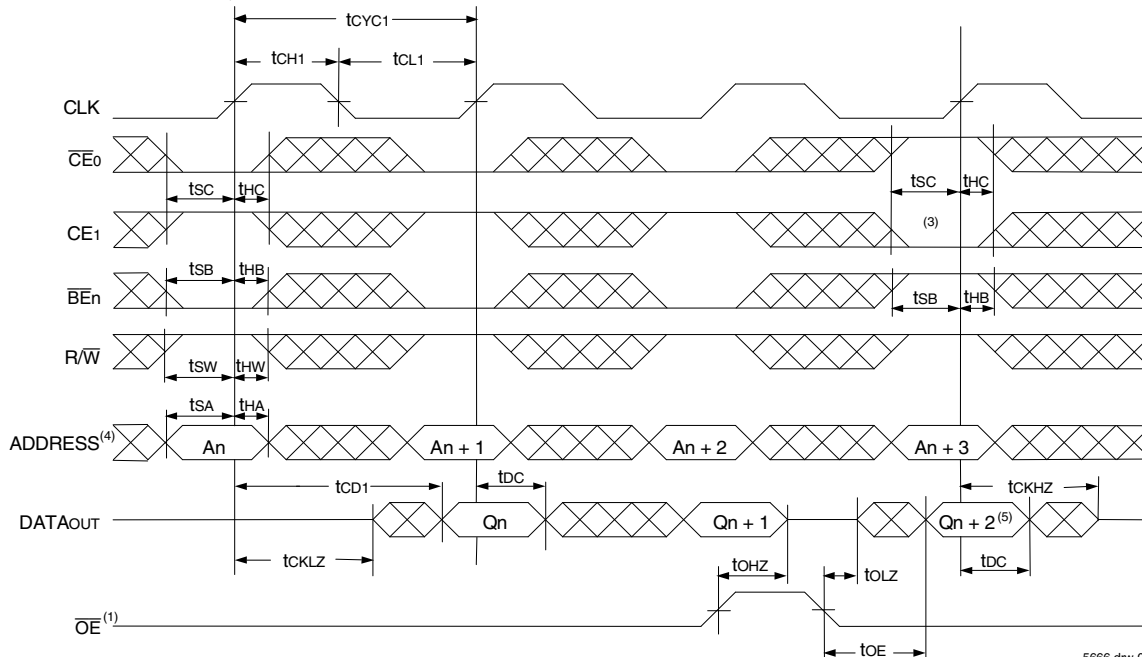 tCYC1
tCH1 tCL1
CLK
CE0
tSC tHC tSC tHC
CE1 (3)
tSB tHB
BEn tSB tHB
R/W
tSW tHW
tSA tHA
ADDRESS(4) An An + 1 An + 2 An + 3
tCD1 tDC tCKHZ
DATAOUT Qn Qn + 1 Qn + 2(5)
tCKLZ tOHZ tOLZ tDC
OE(1)
tOE
5666 drw